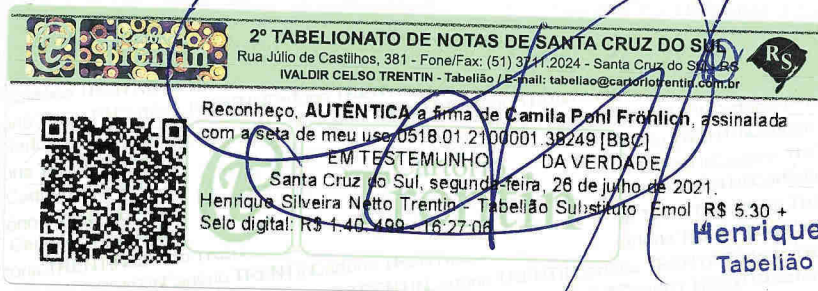 Trentin
2º TABELIONATO DE NOTAS DE SANTA CRUZ DO SUL
Rua Júlio de Castilhos, 381 - Fone/Fax: (51) 3711.2024 - Santa Cruz do Sul - RS
IVALDIR CELSO TRENTIN - Tabelião / E-mail: tabeliao@cartoriotrentin.com.br
RS
Reconheço, AUTÊNTICA a firma de Camila Pohl Fröhlich, assinalada
com a seta de meu uso.0518.01.2100001.38249 [BBC]
EM TESTEMUNHO DA VERDADE
Santa Cruz do Sul, segunda-feira, 26 de julho de 2021.
Henrique Silveira Netto Trentin - Tabelião Substituto Emol R$ 5.30 +
Selo digital: R$ 1.40 -499 - 16:27:06
Cartório
Trentin
Henrique
Tabelião